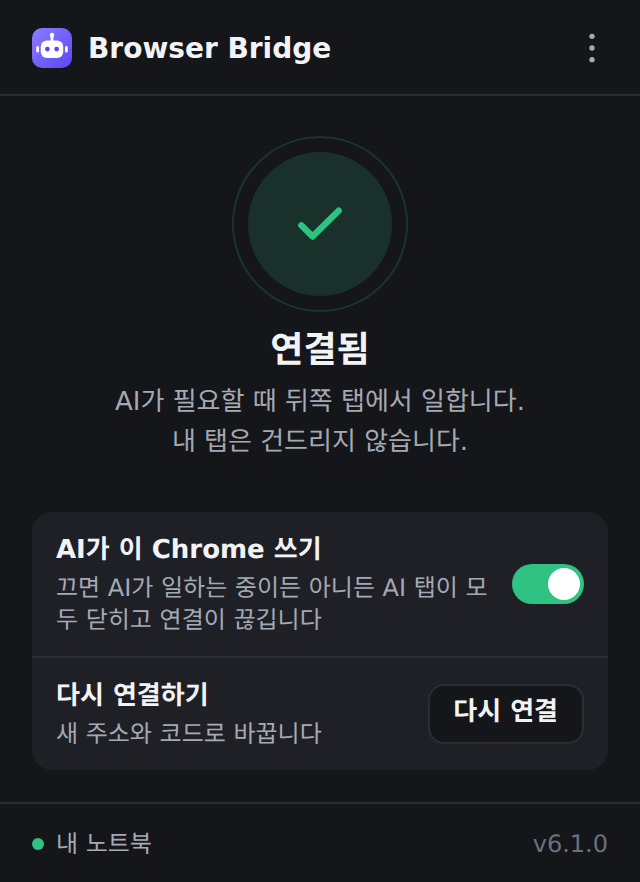 Browser Bridge
연결됨
AI가 필요할 때 뒤쪽 탭에서 일합니다.
내 탭은 건드리지 않습니다.
AI가 이 Chrome 쓰기
끄면 AI가 일하는 중이든 아니든 AI 탭이 모
두 닫히고 연결이 끊깁니다
다시 연결하기
새 주소와 코드로 바꿉니다
다시 연결
내 노트북
v6.1.0